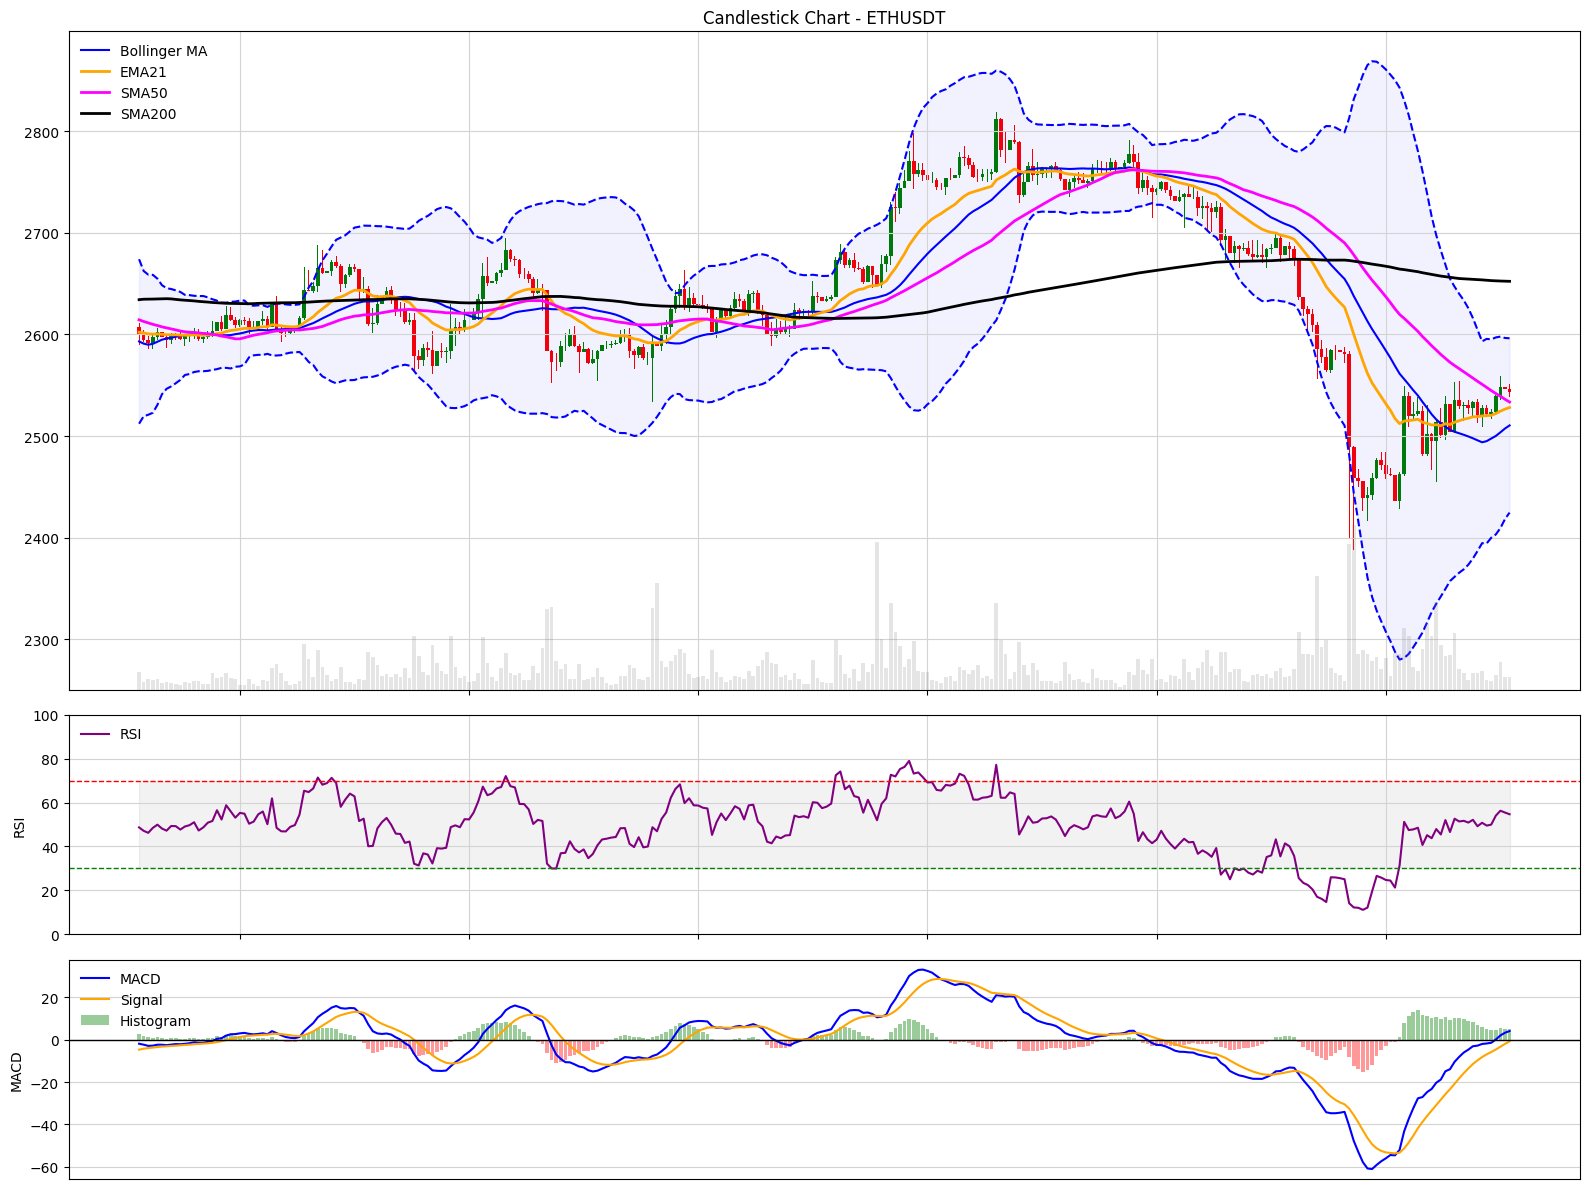 Candlestick Chart - ETHUSDT
Bollinger MA
EMA21
SMA50
SMA200
2800
2700
2600
2500
2400
2300
RSI
100
80
60
40
20
0
RSI
MACD
Signal
Histogram
20
0
−20
−40
−60
MACD